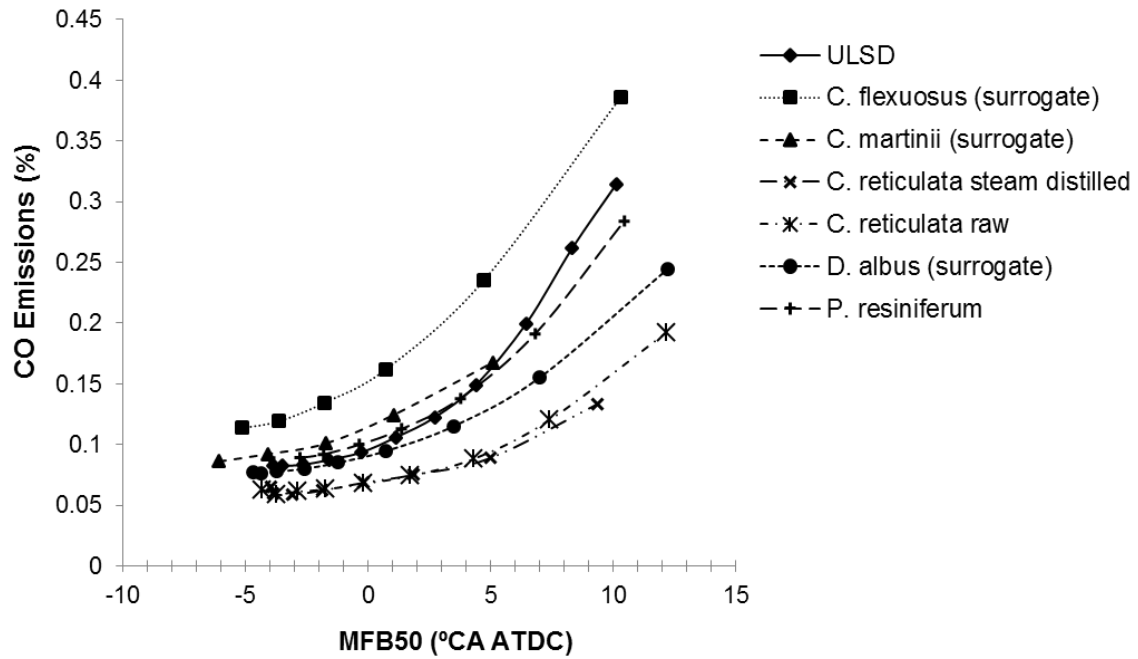 0.45
0.4
0.35
0.3
0.25
0.2
0.15
0.1
0.05
0
CO Emissions (%)
-10 -5 0 5 10 15
MFB50 (ºCA ATDC)
ULSD
C. flexuosus (surrogate)
C. martinii (surrogate)
C. reticulata steam distilled
C. reticulata raw
D. albus (surrogate)
P. resiniferum